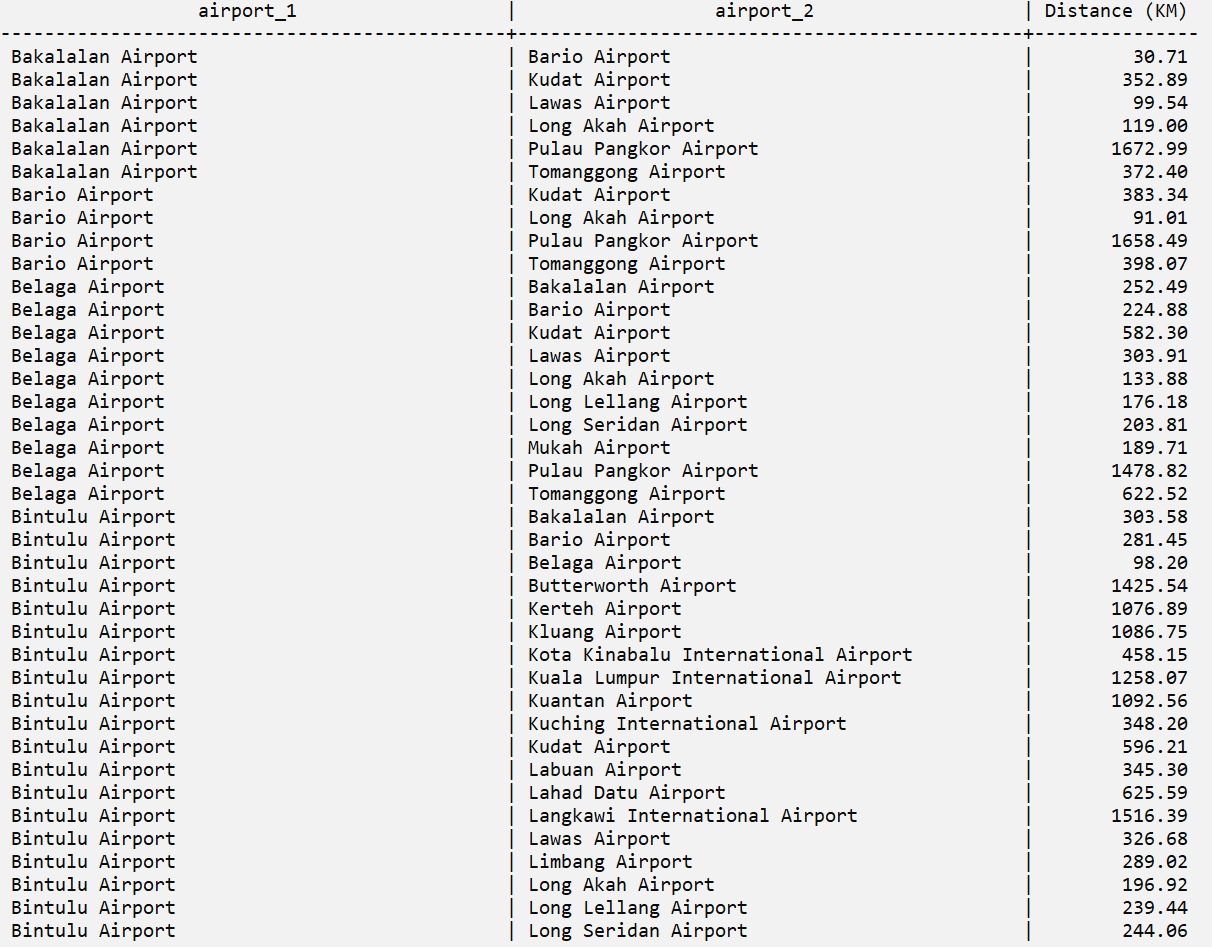 airport_1 | airport_2 | Distance (KM)
-----------------------------------------------+-----------------------------------------------+---------------
Bakalalan Airport | Bario Airport | 30.71
Bakalalan Airport | Kudat Airport | 352.89
Bakalalan Airport | Lawas Airport | 99.54
Bakalalan Airport | Long Akah Airport | 119.00
Bakalalan Airport | Pulau Pangkor Airport | 1672.99
Bakalalan Airport | Tomanggong Airport | 372.40
Bario Airport | Kudat Airport | 383.34
Bario Airport | Long Akah Airport | 91.01
Bario Airport | Pulau Pangkor Airport | 1658.49
Bario Airport | Tomanggong Airport | 398.07
Belaga Airport | Bakalalan Airport | 252.49
Belaga Airport | Bario Airport | 224.88
Belaga Airport | Kudat Airport | 582.30
Belaga Airport | Lawas Airport | 303.91
Belaga Airport | Long Akah Airport | 133.88
Belaga Airport | Long Lellang Airport | 176.18
Belaga Airport | Long Seridan Airport | 203.81
Belaga Airport | Mukah Airport | 189.71
Belaga Airport | Pulau Pangkor Airport | 1478.82
Belaga Airport | Tomanggong Airport | 622.52
Bintulu Airport | Bakalalan Airport | 303.58
Bintulu Airport | Bario Airport | 281.45
Bintulu Airport | Belaga Airport | 98.20
Bintulu Airport | Butterworth Airport | 1425.54
Bintulu Airport | Kerteh Airport | 1076.89
Bintulu Airport | Kluang Airport | 1086.75
Bintulu Airport | Kota Kinabalu International Airport | 458.15
Bintulu Airport | Kuala Lumpur International Airport | 1258.07
Bintulu Airport | Kuantan Airport | 1092.56
Bintulu Airport | Kuching International Airport | 348.20
Bintulu Airport | Kudat Airport | 596.21
Bintulu Airport | Labuan Airport | 345.30
Bintulu Airport | Lahad Datu Airport | 625.59
Bintulu Airport | Langkawi International Airport | 1516.39
Bintulu Airport | Lawas Airport | 326.68
Bintulu Airport | Limbang Airport | 289.02
Bintulu Airport | Long Akah Airport | 196.92
Bintulu Airport | Long Lellang Airport | 239.44
Bintulu Airport | Long Seridan Airport | 244.06